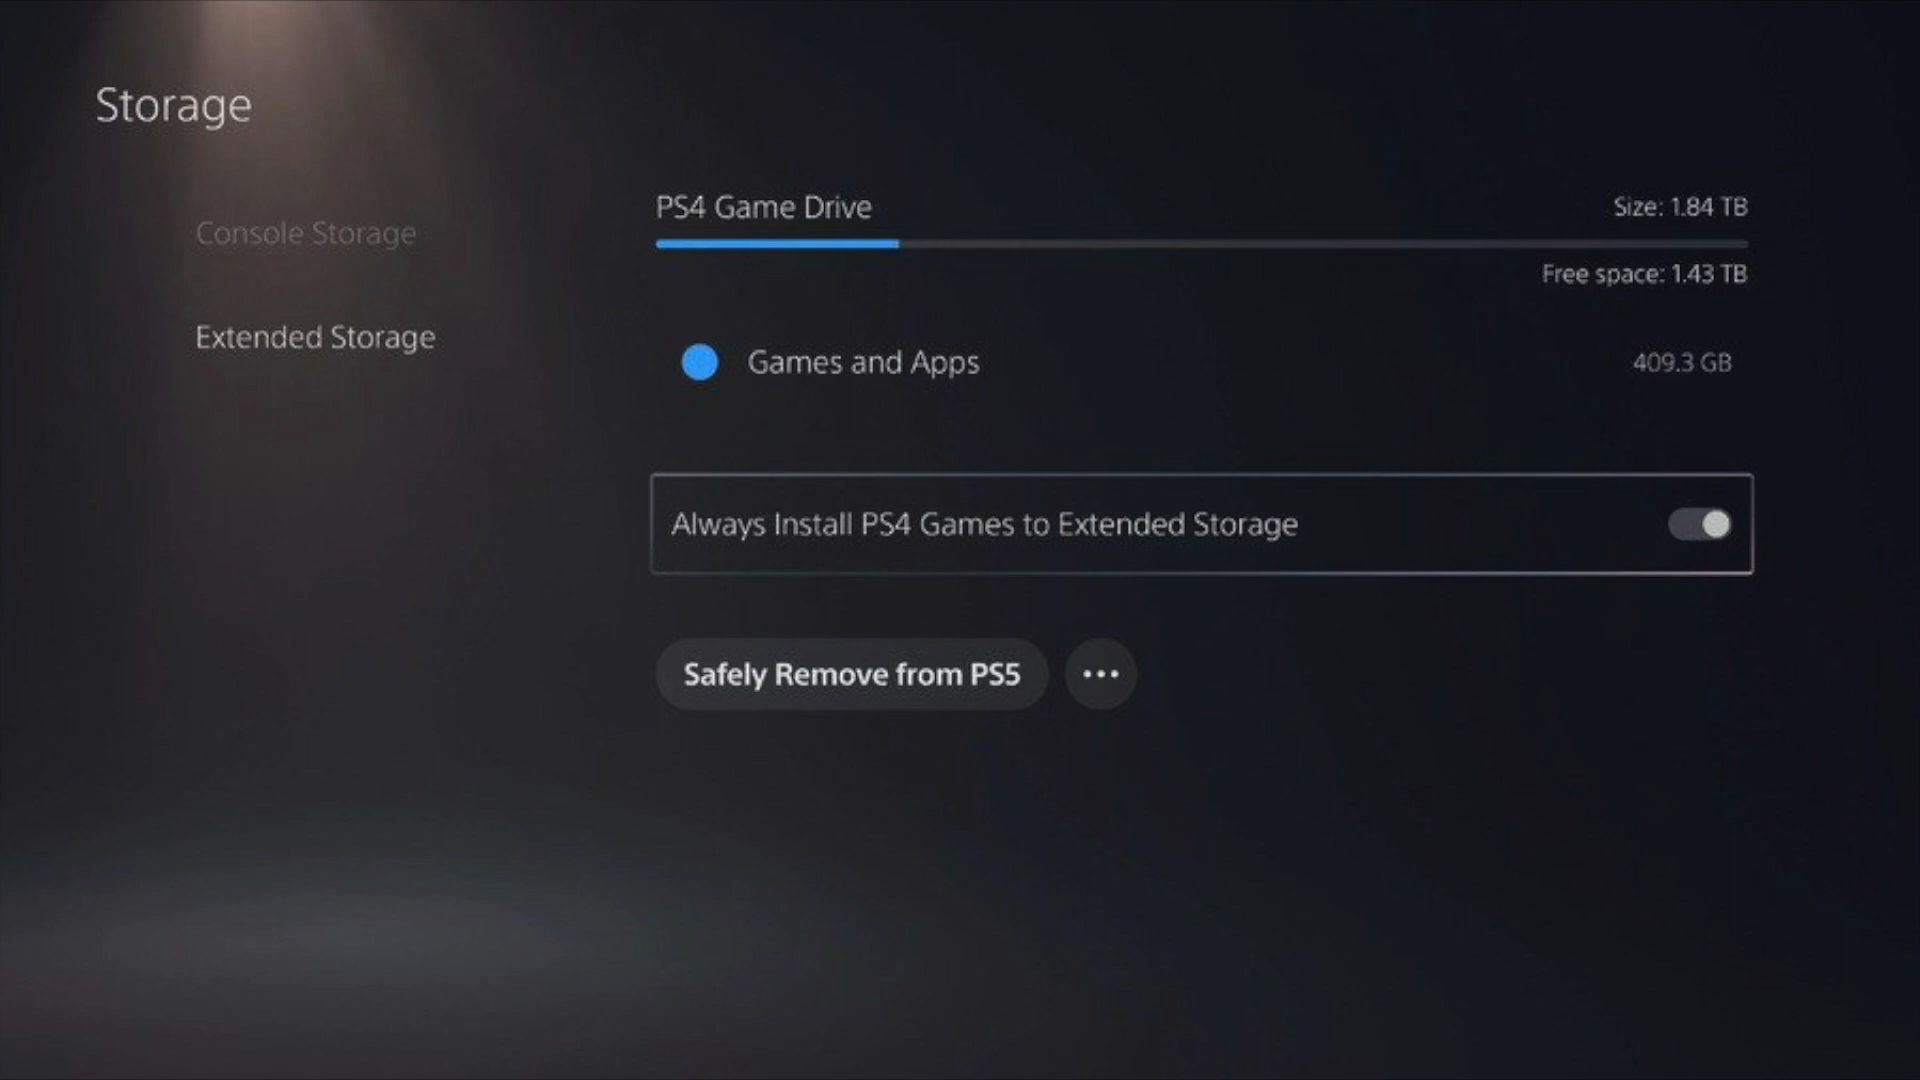 Storage
Console Storage
Extended Storage
PS4 Game Drive
Size: 1.84 TB
Free space: 1.43 TB
Games and Apps
409.3 GB
Always Install PS4 Games to Extended Storage
Safely Remove from PS5